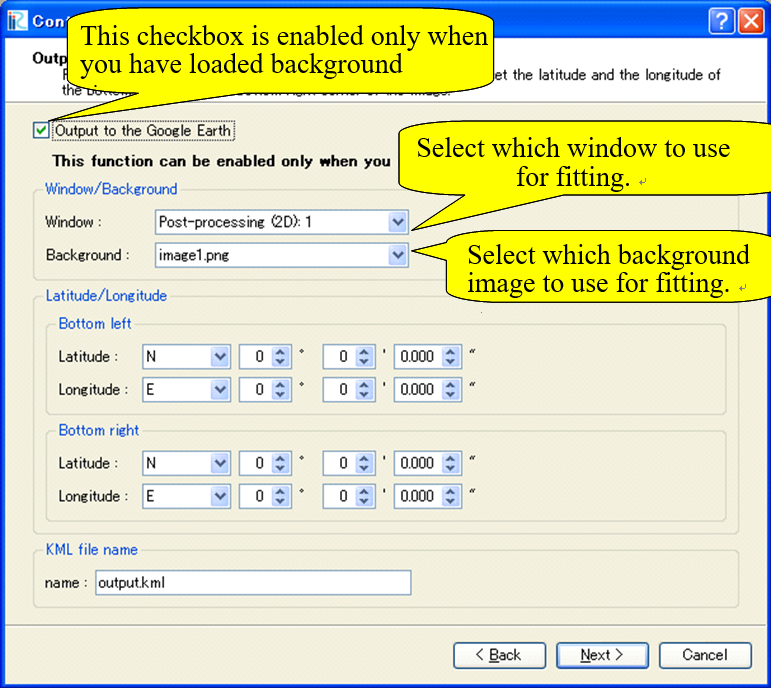 iRIC Con
This checkbox is enabled only when
you have loaded background
Outp
et the latitude and the longitude of
the
Output to the Google Earth
This function can be enabled only when you
Select which window to use
for fitting.
Window/Background
Window : Post-processing (2D): 1
Background : image1.png
Select which background
image to use for fitting.
Latitude/Longitude
Bottom left
Latitude : N 0 ° 0 ' 0.000 "
Longitude : E 0 ° 0 ' 0.000 "
Bottom right
Latitude : N 0 ° 0 ' 0.000 "
Longitude : E 0 ° 0 ' 0.000 "
KML file name
name : output.kml
< Back Next > Cancel